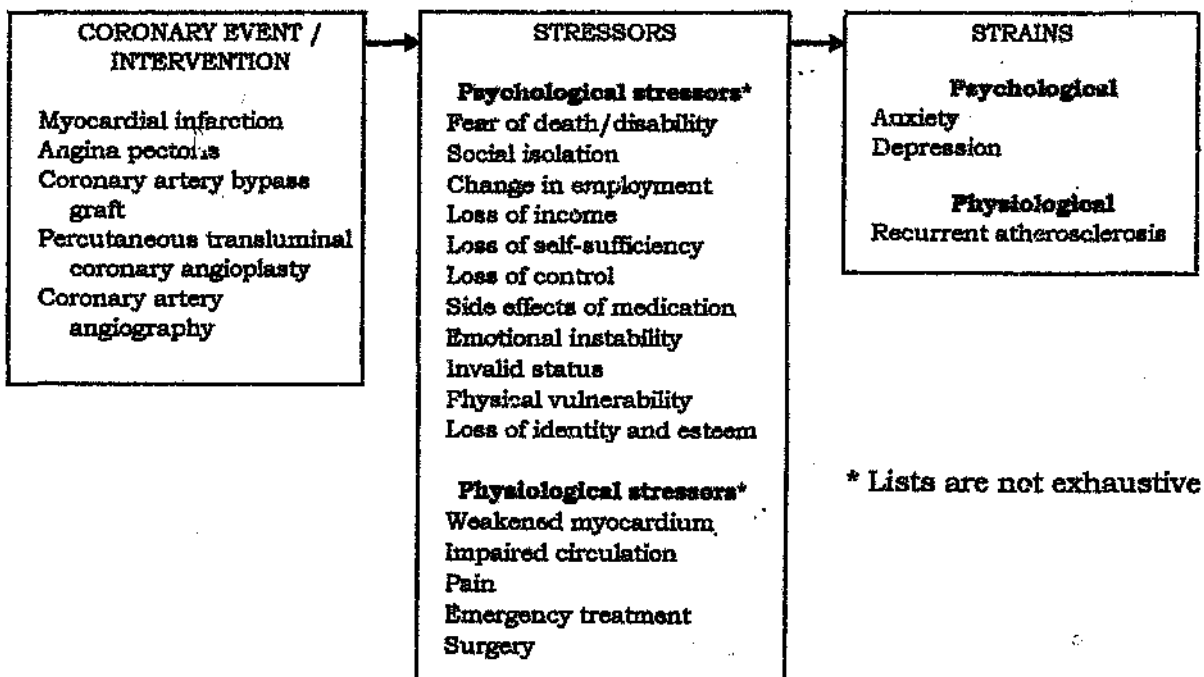 CORONARY EVENT /
INTERVENTION
Myocardial infarction
Angina pectoris
Coronary artery bypass
graft
Percutaneous transluminal
coronary angioplasty
Coronary artery
angiography
STRESSORS
Psychological stressors*
Fear of death/disability
Social isolation
Change in employment
Loss of income
Loss of self-sufficiency
Loss of control
Side effects of medication
Emotional instability
Invalid status
Physical vulnerability
Loss of identity and esteem
Physiological stressors*
Weakened myocardium
Impaired circulation
Pain
Emergency treatment
Surgery
STRAINS
Psychological
Anxiety
Depression
Physiological
Recurrent atherosclerosis
* Lists are not exhaustive